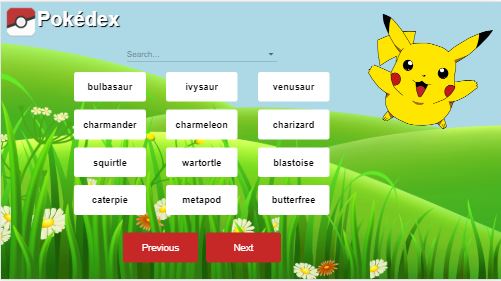 Pokédex
Search...
bulbasaur ivysaur venusaur
charmander charmeleon charizard
squirtle wartortle blastoise
caterpie metapod butterfree
Previous Next